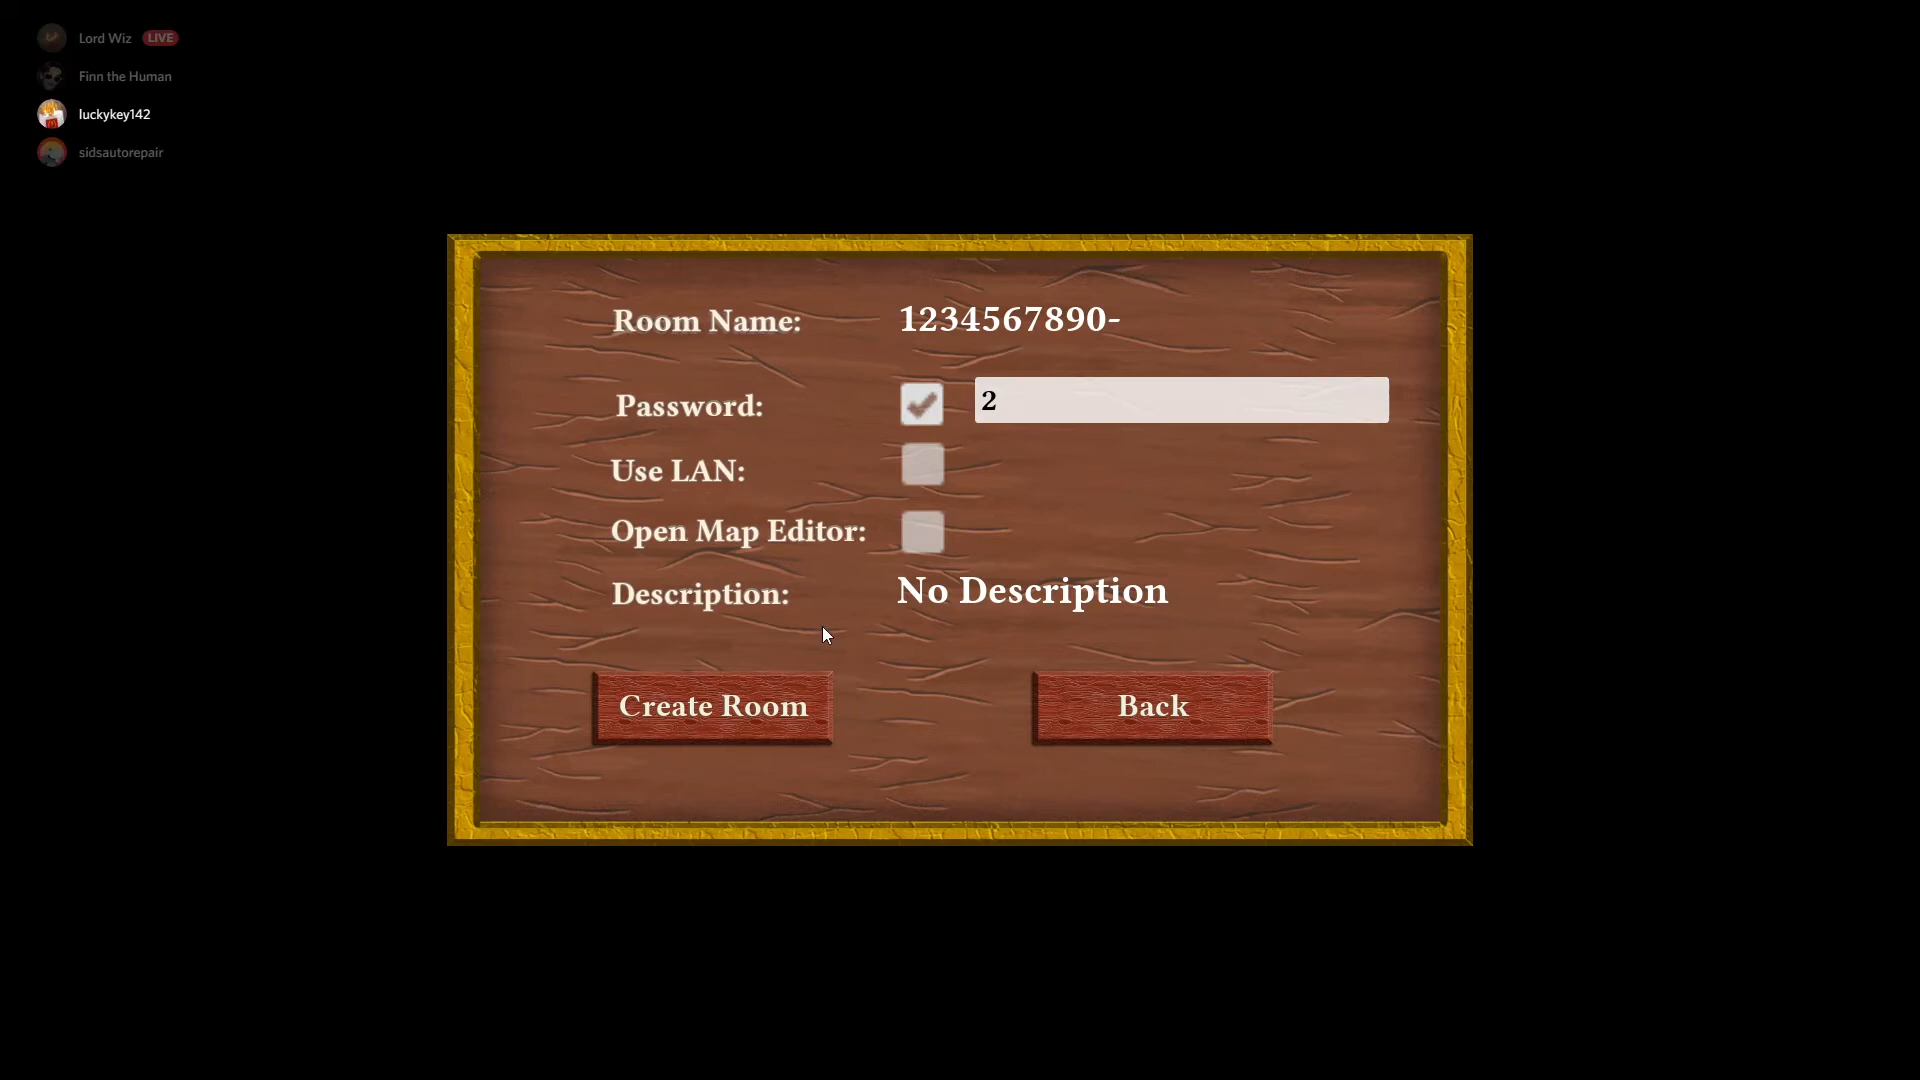 Lord Wiz LIVE
Finn the Human
luckykey142
sidsautorepair
Room Name: 1234567890-
Password: 2
Use LAN:
Open Map Editor:
Description: No Description
Create Room Back